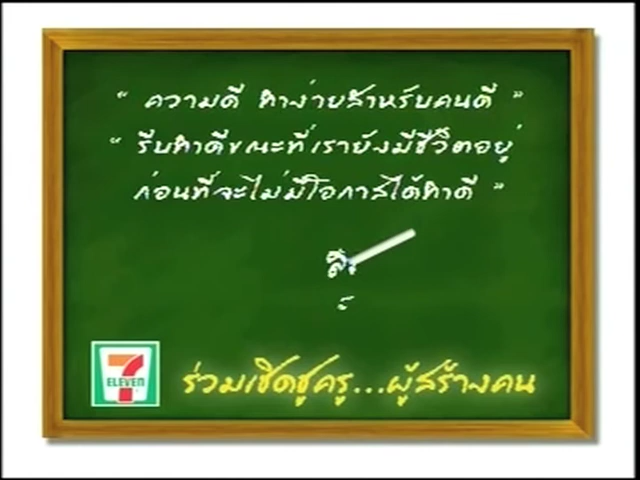 “ ความดี ทำง่ายสำหรับคนดี ”
“ รีบทำดีขณะที่เรายังมีชีวิตอยู่
ก่อนที่จะไม่มีโอกาสได้ทำดี ”
7
ELEVEN
ร่วมเชิดชูครู...ผู้สร้างคน